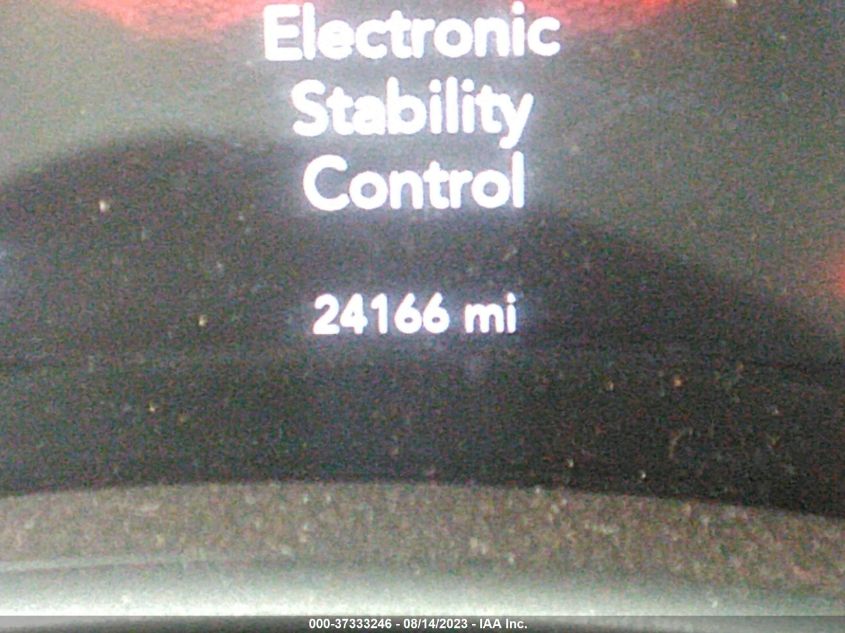 Electronic
Stability
Control
24166 mi
000-37333246 - 08/14/2023 - IAA Inc.